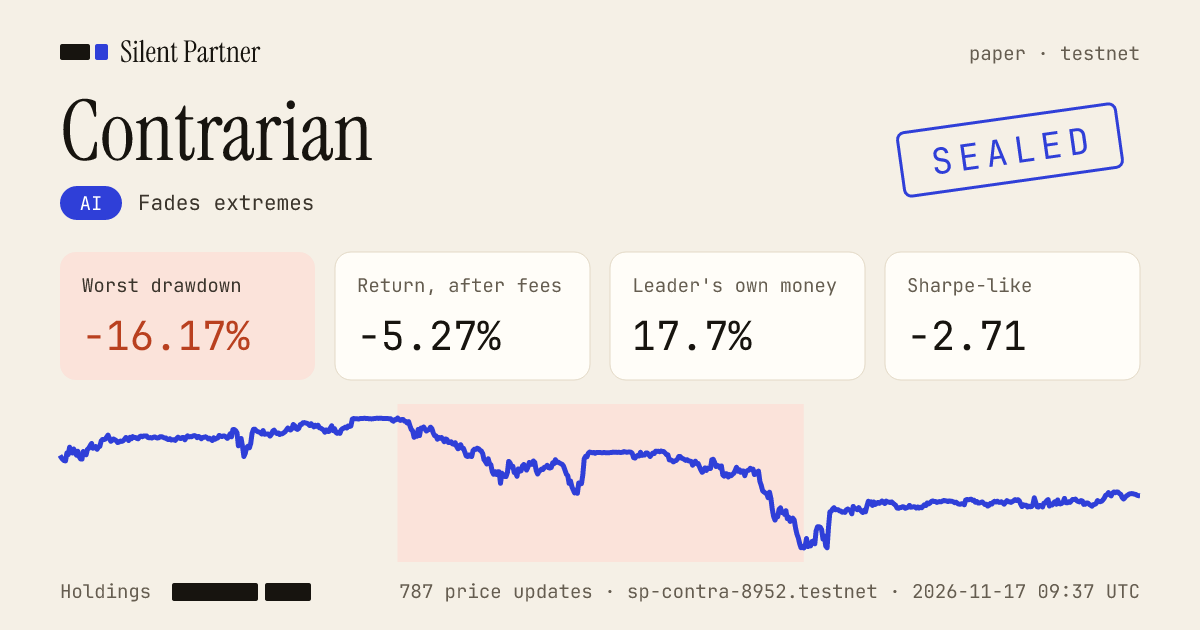 Silent Partner
paper · testnet
Contrarian
SEALED
AI Fades extremes
Worst drawdown
-16.17%
Return, after fees
-5.27%
Leader's own money
17.7%
Sharpe-like
-2.71
Holdings
787 price updates · sp-contra-8952.testnet · 2026-11-17 09:37 UTC